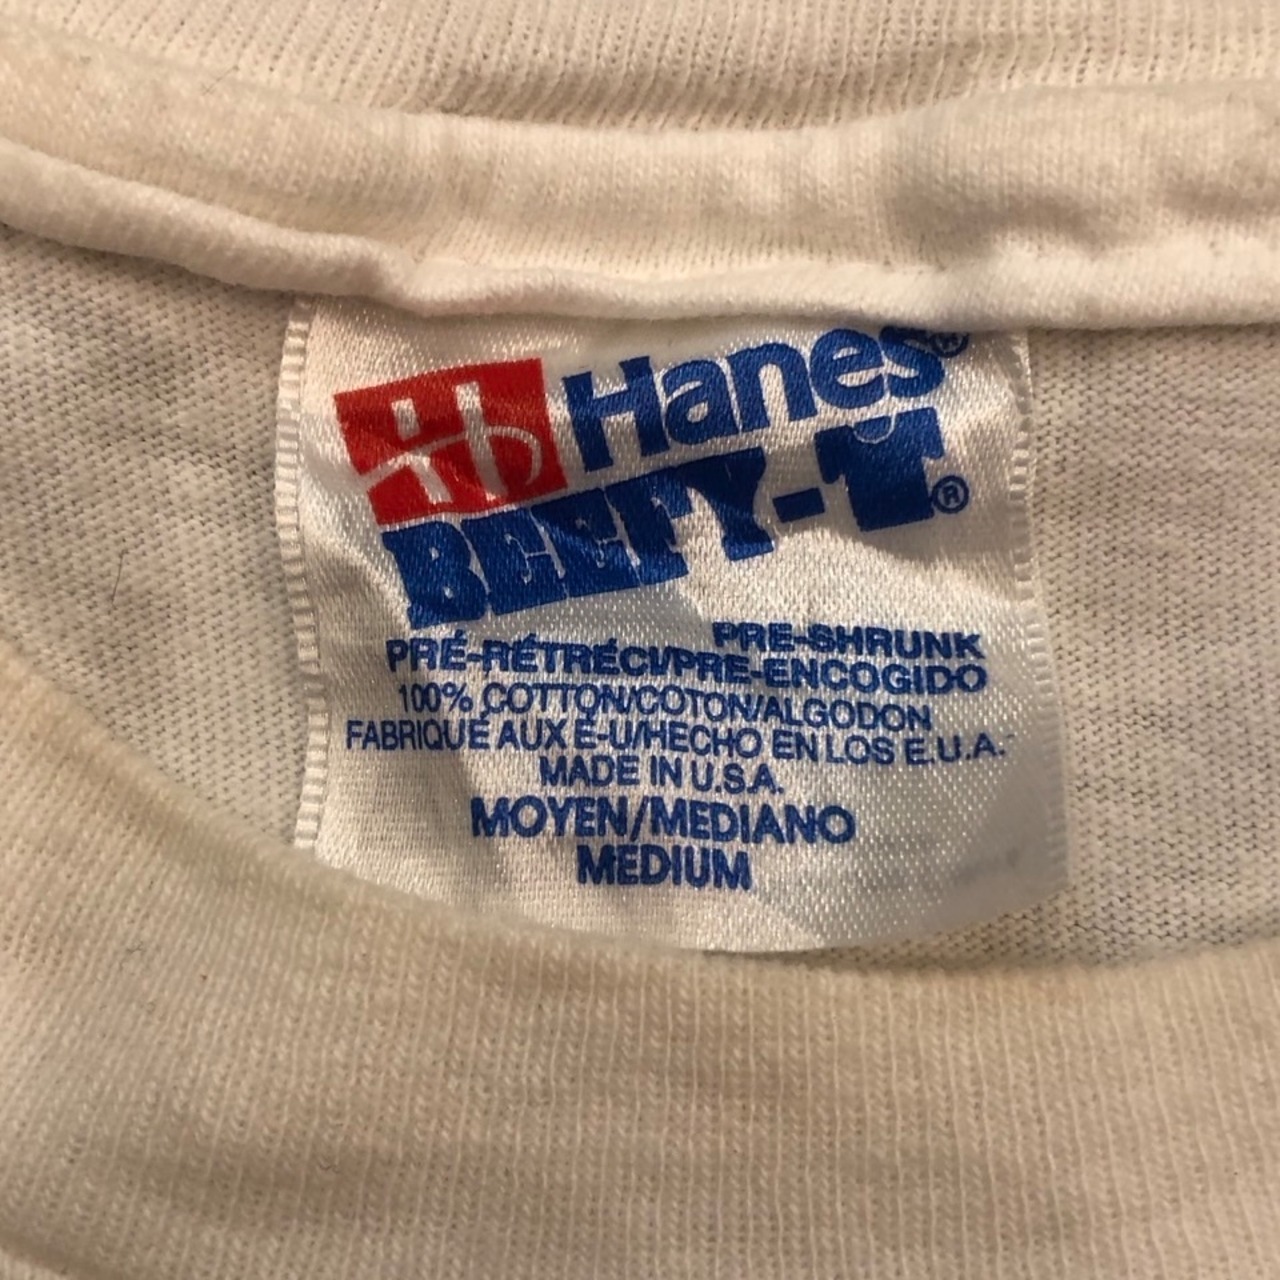 Hanes®
BEEFY-T®
PRE-SHRUNK
PRÉ-RÉTRÉCI/PRE-ENCOGIDO
100% COTTON/COTON/ALGODON
FABRIQUÉ AUX É-U/HECHO EN LOS E.U.A.
MADE IN U.S.A.
MOYEN/MEDIANO
MEDIUM